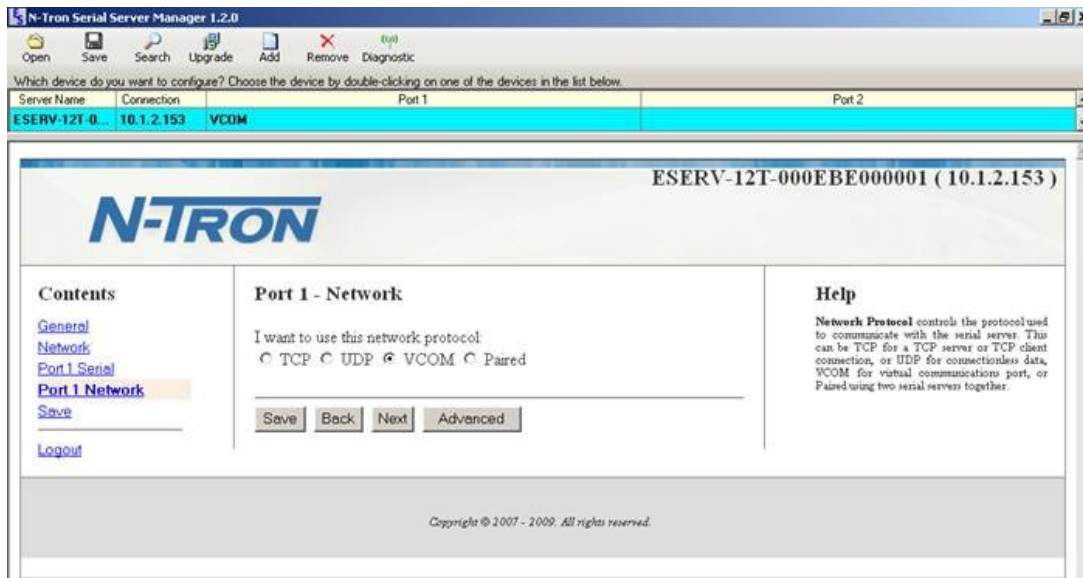 N-Tron Serial Server Manager 1.2.0
Open Save Search Upgrade Add Remove Diagnostic
Which device do you want to configure? Choose the device by double-clicking on one of the devices in the list below.
Server Name Connection Port 1 Port 2
ESERV-12T-0... 10.1.2.153 VCOM
ESERV-12T-000EBE000001 ( 10.1.2.153 )
N-TRON
Contents
General
Network
Port 1 Serial
Port 1 Network
Save
Logout
Port 1 - Network
I want to use this network protocol:
TCP UDP VCOM Paired
Save Back Next Advanced
Help
Network Protocol controls the protocol used
to communicate with the serial server. This
can be TCP for a TCP server or TCP client
connection, or UDP for connectionless data,
VCOM for virtual communications port, or
Paired using two serial servers together.
Copyright © 2007 - 2009. All rights reserved.